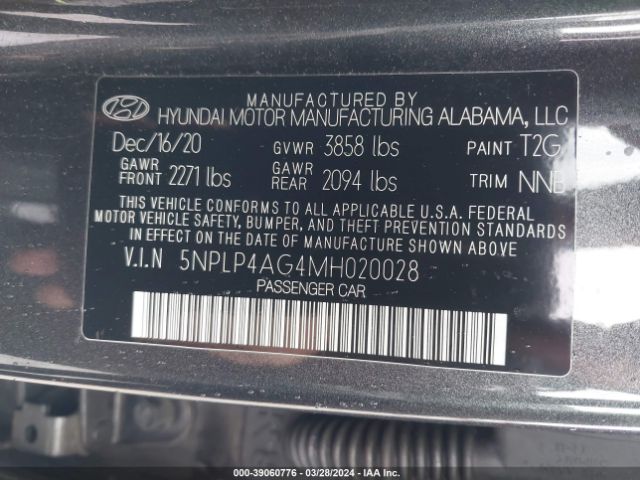 MANUFACTURED BY
HYUNDAI MOTOR MANUFACTURING ALABAMA, LLC
Dec/16/20 GVWR 3858 lbs PAINT T2G
GAWR FRONT 2271 lbs GAWR REAR 2094 lbs TRIM NNB
THIS VEHICLE CONFORMS TO ALL APPLICABLE U.S.A. FEDERAL
MOTOR VEHICLE SAFETY, BUMPER, AND THEFT PREVENTION STANDARDS
IN EFFECT ON THE DATE OF MANUFACTURE SHOWN ABOVE.
V.I.N 5NPLP4AG4MH020028
PASSENGER CAR
000-39060776 | 03/28/2024 | IAA Inc.